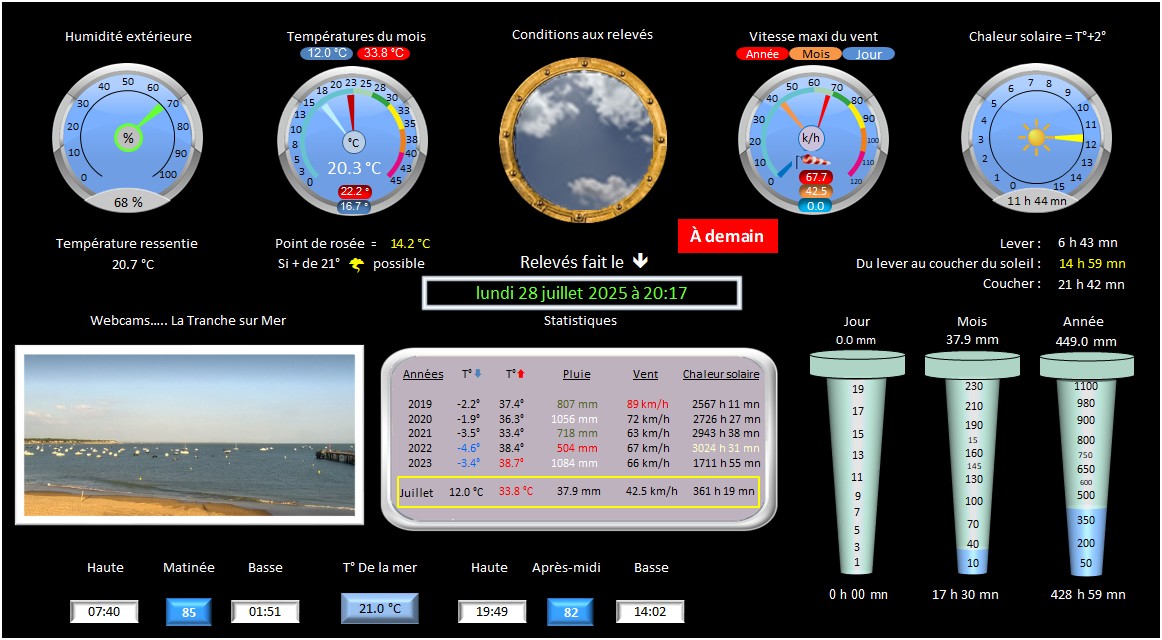 Humidité extérieure
Températures du mois
12.0 °C 33.8 °C
Conditions aux relevés
Vitesse maxi du vent
Année Mois Jour
Chaleur solaire = T°+2°
0 10 20 30 40 50 60 70 80 90 100
%
68 %
0 3 5 8 10 13 15 18 20 23 25 28 30 33 35 38 40 43 45
°C
20.3 °C
22.2 °
16.7 °
0 10 20 30 40 50 60 70 80 90 100 110 120
k/h
67.7
42.5
0.0
0 1 2 3 4 5 6 7 8 9 10 11 12 13 14 15
11 h 44 mn
Température ressentie
20.7 °C
Point de rosée = 14.2 °C
Si + de 21° possible
À demain
Relevés fait le
lundi 28 juillet 2025 à 20:17
Lever : 6 h 43 mn
Du lever au coucher du soleil : 14 h 59 mn
Coucher : 21 h 42 mn
Webcams..... La Tranche sur Mer
Statistiques
Années T° T° Pluie Vent Chaleur solaire
2019 -2.2° 37.4° 807 mm 89 km/h 2567 h 11 mn
2020 -1.9° 36.3° 1056 mm 72 km/h 2726 h 27 mn
2021 -3.5° 33.4° 718 mm 63 km/h 2943 h 38 mn
2022 -4.6° 38.4° 504 mm 67 km/h 3024 h 31 mn
2023 -3.4° 38.7° 1084 mm 66 km/h 1711 h 55 mn
Juillet 12.0 °C 33.8 °C 37.9 mm 42.5 km/h 361 h 19 mn
Jour
0.0 mm
19
17
15
13
11
9
7
5
3
1
0 h 00 mn
Mois
37.9 mm
230
210
190
15
160
145
130
100
70
40
10
17 h 30 mn
Année
449.0 mm
1100
980
900
800
750
650
600
500
350
200
50
428 h 59 mn
Haute Matinée Basse
07:40 85 01:51
T° De la mer
21.0 °C
Haute Après-midi Basse
19:49 82 14:02